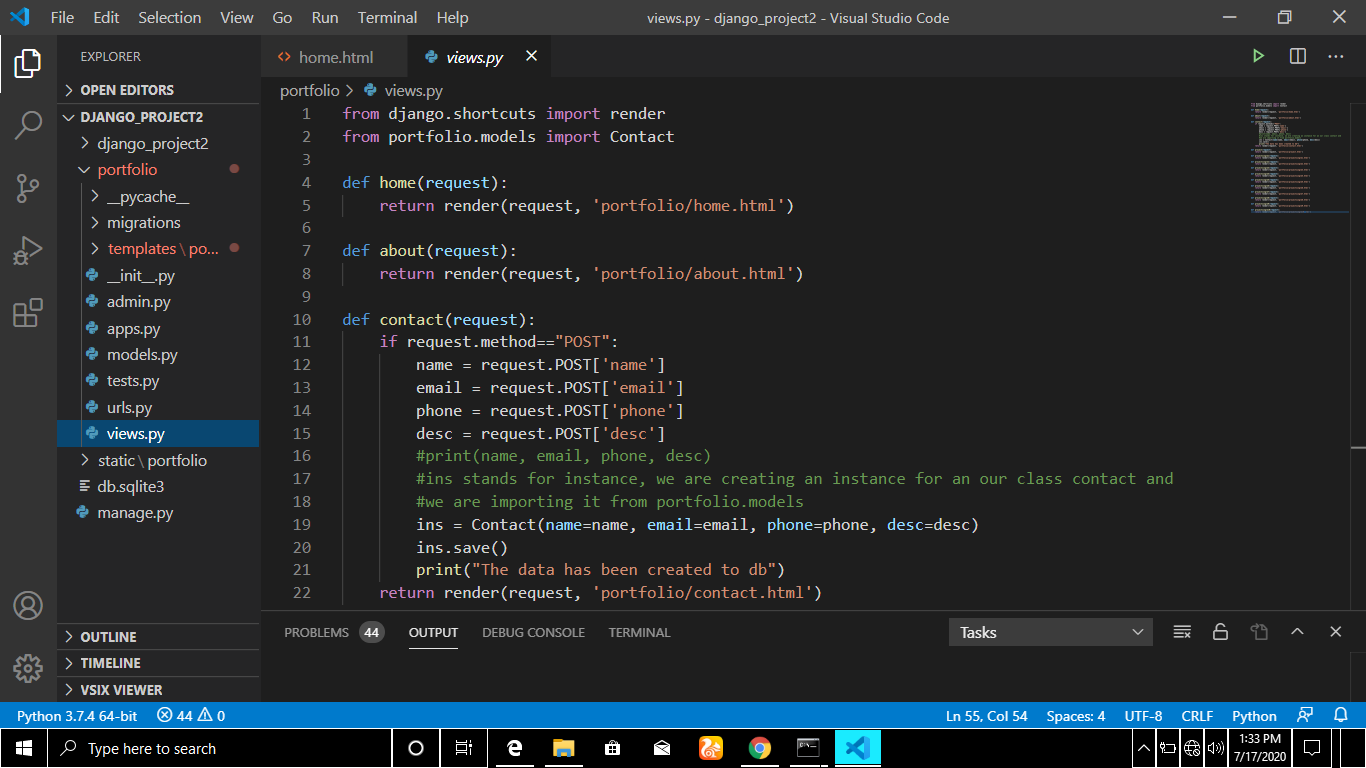 File Edit Selection View Go Run Terminal Help views.py - django_project2 - Visual Studio Code
EXPLORER
OPEN EDITORS
DJANGO_PROJECT2
django_project2
portfolio
__pycache__
migrations
templates \ po...
__init__.py
admin.py
apps.py
models.py
tests.py
urls.py
views.py
static \ portfolio
db.sqlite3
manage.py
OUTLINE
TIMELINE
VSIX VIEWER
home.html views.py
portfolio > views.py
1 from django.shortcuts import render
2 from portfolio.models import Contact
3
4 def home(request):
5 return render(request, 'portfolio/home.html')
6
7 def about(request):
8 return render(request, 'portfolio/about.html')
9
10 def contact(request):
11 if request.method=="POST":
12 name = request.POST['name']
13 email = request.POST['email']
14 phone = request.POST['phone']
15 desc = request.POST['desc']
16 #print(name, email, phone, desc)
17 #ins stands for instance, we are creating an instance for an our class contact and
18 #we are importing it from portfolio.models
19 ins = Contact(name=name, email=email, phone=phone, desc=desc)
20 ins.save()
21 print("The data has been created to db")
22 return render(request, 'portfolio/contact.html')
PROBLEMS 44 OUTPUT DEBUG CONSOLE TERMINAL Tasks
Python 3.7.4 64-bit 44 0 Ln 55, Col 54 Spaces: 4 UTF-8 CRLF Python
Type here to search
1:33 PM
7/17/2020